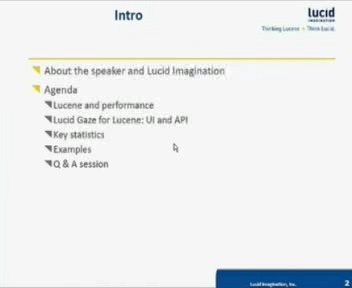 Intro
lucid
IMAGINATION
Thinking Lucene • Think Lucid
About the speaker and Lucid Imagination
Agenda
Lucene and performance
Lucid Gaze for Lucene: UI and API
Key statistics
Examples
Q & A session
Lucid Imagination, Inc.
2